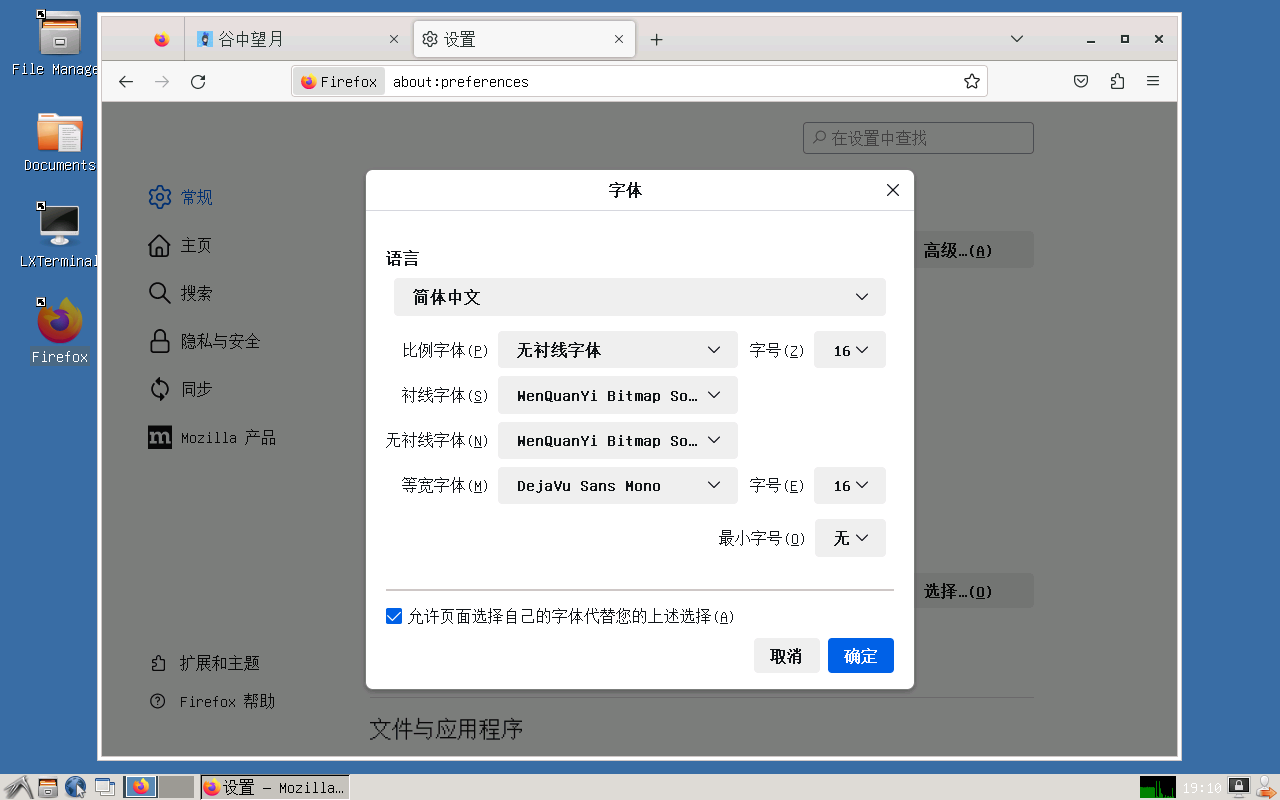 File Manage
Documents
LXTerminal
Firefox
谷中望月
设置
Firefox
about:preferences
在设置中查找
常规
主页
搜索
隐私与安全
同步
Mozilla 产品
扩展和主题
Firefox 帮助
高级…(A)
选择…(O)
文件与应用程序
字体
语言
简体中文
比例字体(P) 无衬线字体 字号(Z) 16
衬线字体(S) WenQuanYi Bitmap So…
无衬线字体(N) WenQuanYi Bitmap So…
等宽字体(M) DejaVu Sans Mono 字号(E) 16
最小字号(O) 无
允许页面选择自己的字体代替您的上述选择(A)
取消 确定
设置 — Mozilla…
19:10